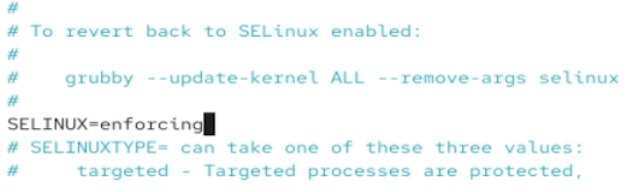 #
# To revert back to SELinux enabled:
#
#    grubby --update-kernel ALL --remove-args selinux
#
SELINUX=enforcing
# SELINUXTYPE= can take one of these three values:
#     targeted - Targeted processes are protected,